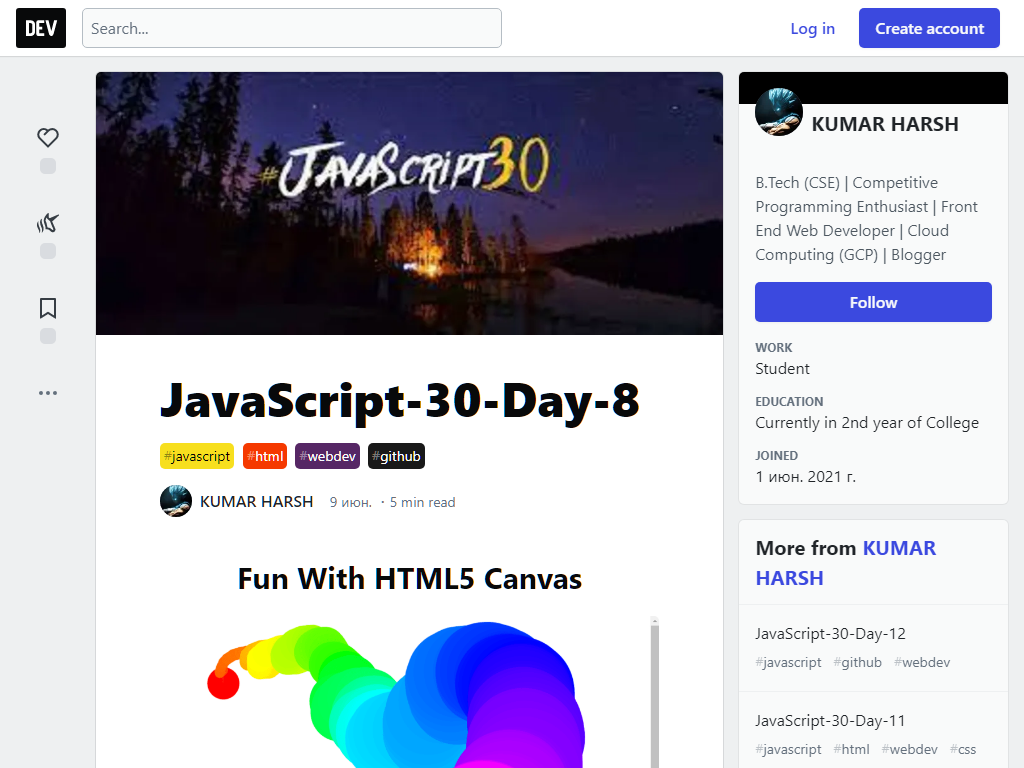 DEV
Search...
Log in
Create account
#JAVASCRIPT30
KUMAR HARSH
B.Tech (CSE) | Competitive
Programming Enthusiast | Front
End Web Developer | Cloud
Computing (GCP) | Blogger
Follow
WORK
Student
EDUCATION
Currently in 2nd year of College
JOINED
1 июн. 2021 г.
JavaScript-30-Day-8
#javascript #html #webdev #github
KUMAR HARSH 9 июн. ・5 min read
Fun With HTML5 Canvas
More from KUMAR
HARSH
JavaScript-30-Day-12
#javascript #github #webdev
JavaScript-30-Day-11
#javascript #html #webdev #css